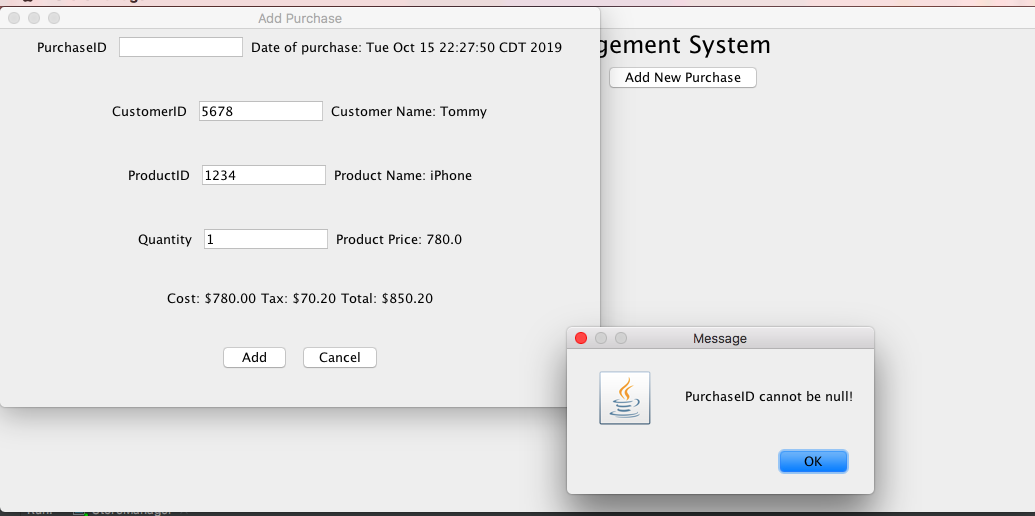 Add Purchase
PurchaseID Date of purchase: Tue Oct 15 22:27:50 CDT 2019
gement System
Add New Purchase
CustomerID 5678 Customer Name: Tommy
ProductID 1234 Product Name: iPhone
Quantity 1 Product Price: 780.0
Cost: $780.00 Tax: $70.20 Total: $850.20
Add Cancel
Message
PurchaseID cannot be null!
OK